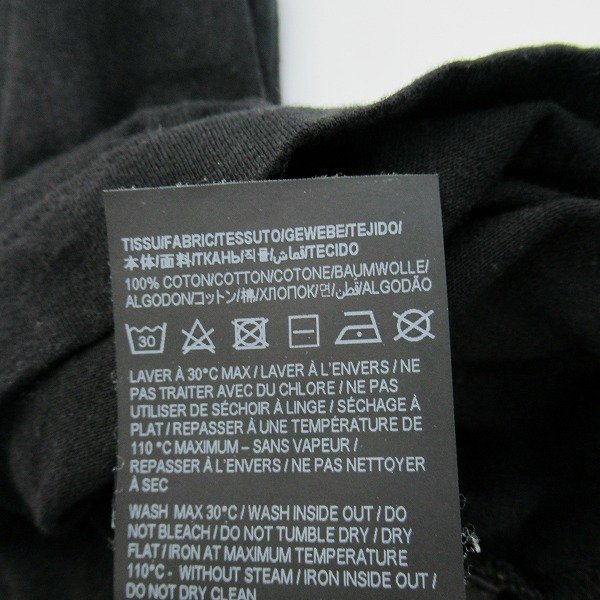 TISSU/FABRIC/TESSUTO/GEWEBE/TEJIDO/
本体/面料/ТКАНЬ/직물/قماش/TECIDO
100% COTON/COTTON/COTONE/BAUMWOLLE/
ALGODON/コットン/棉/ХЛОПОК/면/قطن/ALGODÃO
30
LAVER À 30°C MAX / LAVER À L'ENVERS / NE
PAS TRAITER AVEC DU CHLORE / NE PAS
UTILISER DE SÉCHOIR À LINGE / SÉCHAGE À
PLAT / REPASSER À UNE TEMPÉRATURE DE
110 °C MAXIMUM – SANS VAPEUR /
REPASSER À L'ENVERS / NE PAS NETTOYER
À SEC
WASH MAX 30°C / WASH INSIDE OUT / DO
NOT BLEACH / DO NOT TUMBLE DRY / DRY
FLAT / IRON AT MAXIMUM TEMPERATURE
110°C - WITHOUT STEAM / IRON INSIDE OUT /
DO NOT DRY CLEAN